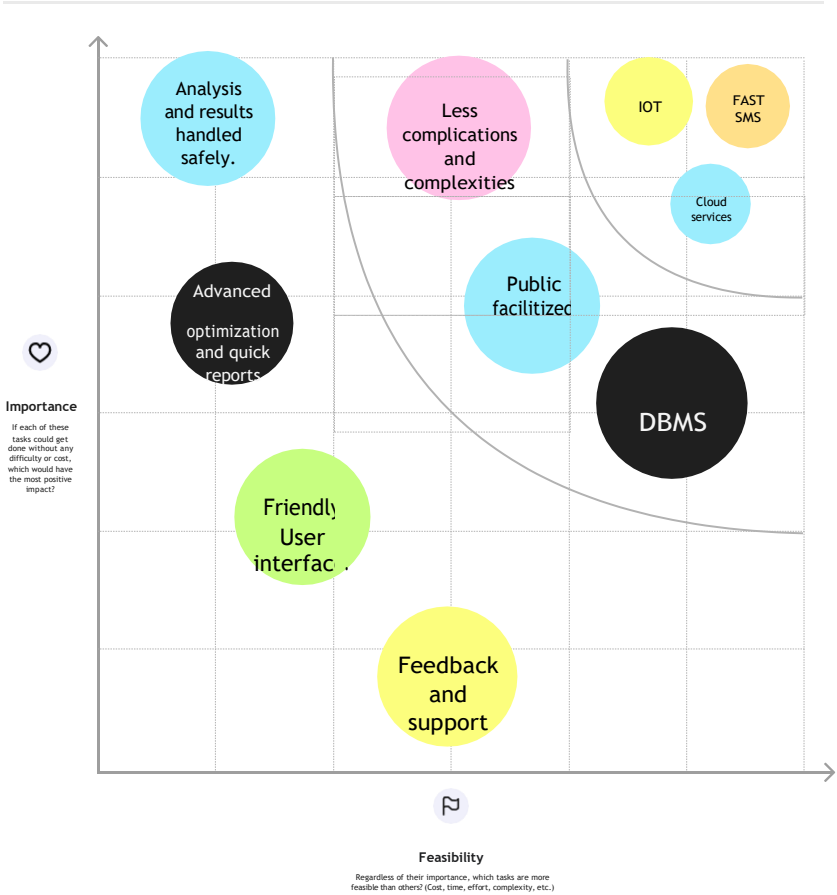 Analysis
and results
handled
safely.
Less
complications
and
complexities
IOT
FAST
SMS
Cloud
services
Advanced
optimization
and quick
reports
Public
facilitized
DBMS
Importance
If each of these
tasks could get
done without any
difficulty or cost,
which would have
the most positive
impact?
Friendly
User
interfac .
Feedback
and
support
Feasibility
Regardless of their importance, which tasks are more
feasible than others? (Cost, time, effort, complexity, etc.)